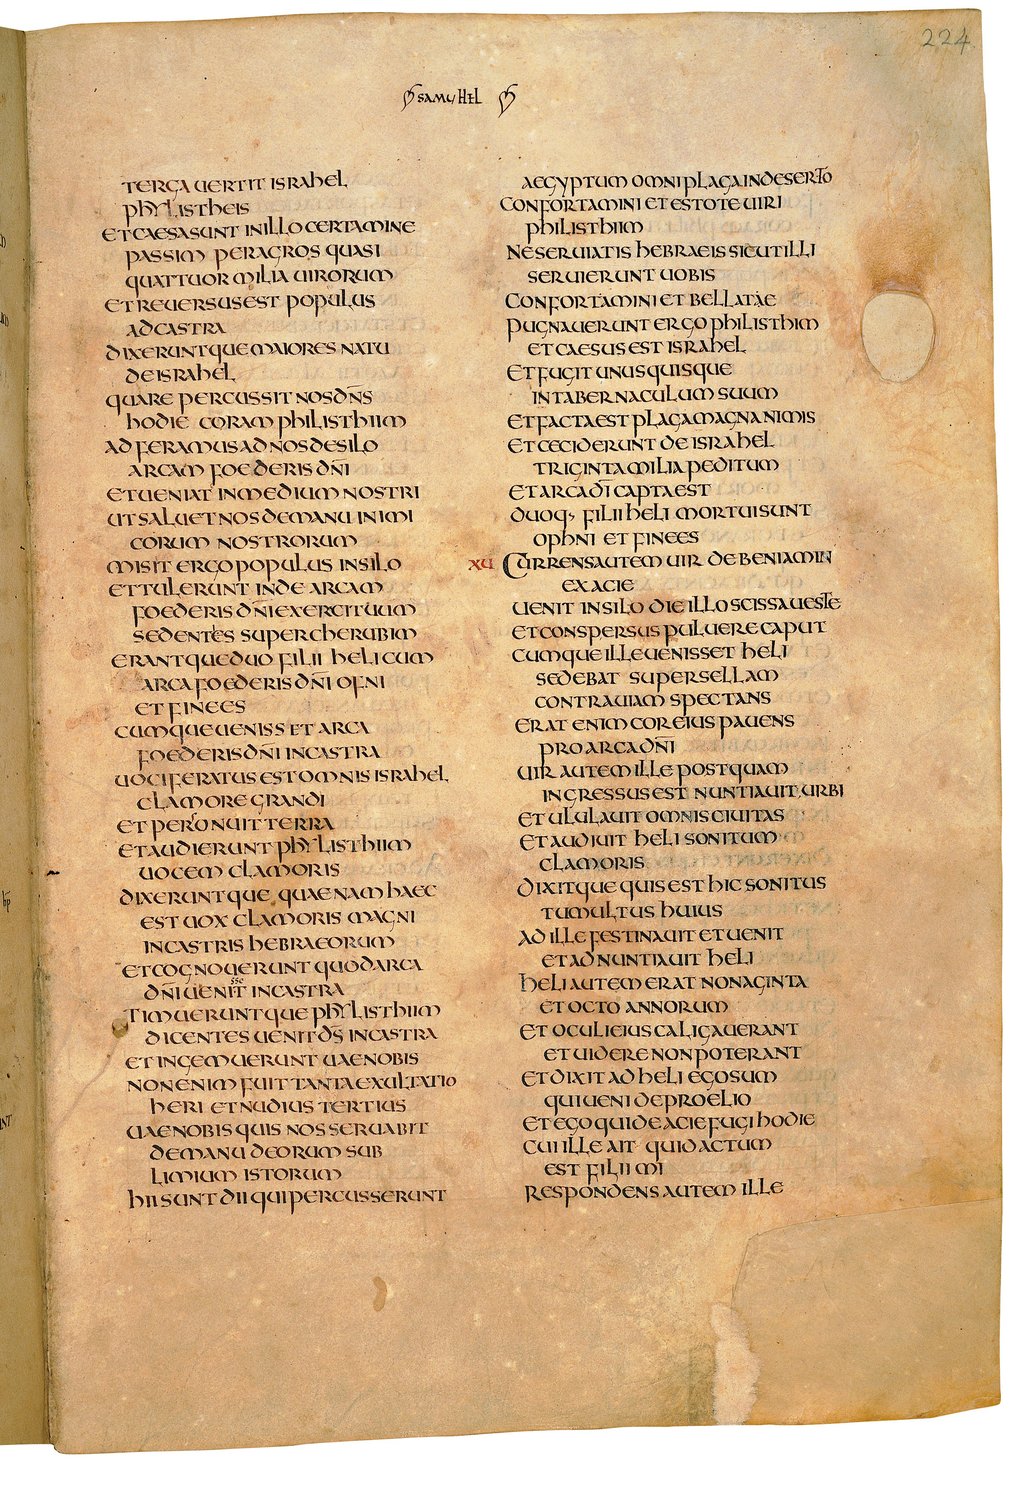 224
SAMUHEL
TERGA UERTIT ISRAHEL
PHYLISTHEIS
ET CAESA SUNT IN ILLO CERTAMINE
PASSIM PER AGROS QUASI
QUATTUOR MILIA UIRORUM
ET REUERSUS EST POPULUS
AD CASTRA
DIXERUNTQUE MAIORES NATU
DE ISRAHEL
QUARE PERCUSSIT NOS DN̄S
HODIE CORAM PHILISTHIIM
ADFERAMUS AD NOS DE SILO
ARCAM FOEDERIS DN̄I
ET UENIAT IN MEDIUM NOSTRI
UT SALUET NOS DE MANU INIMI
CORUM NOSTRORUM
MISIT ERGO POPULUS IN SILO
ET TULERUNT INDE ARCAM
FOEDERIS DN̄I EXERCITUUM
SEDENTES SUPER CHERUBIM
ERANTQUE DUO FILII HELI CUM
ARCA FOEDERIS DN̄I OFNI
ET FINEES
CUMQUE UENISSET ARCA
FOEDERIS DN̄I IN CASTRA
UOCIFERATUS EST OMNIS ISRAHEL
CLAMORE GRANDI
ET PERSONUIT TERRA
ET AUDIERUNT PHYLISTHIIM
UOCEM CLAMORIS
DIXERUNTQUE QUAENAM HAEC
EST UOX CLAMORIS MAGNI
IN CASTRIS HEBRAEORUM
ET COGNOUERUNT QUOD ARCA
DN̄I UENIT IN CASTRA
TIMUERUNTQUE PHYLISTHIIM
DICENTES UENIT D̄S IN CASTRA
ET INGEMUERUNT UAE NOBIS
NON ENIM FUIT TANTA EXULTATIO
HERI ET NUDIUS TERTIUS
UAE NOBIS QUIS NOS SERUABIT
DE MANU DEORUM SUB
LIMIUM ISTORUM
HII SUNT DII QUI PERCUSSERUNT
AEGYPTUM OMNI PLAGA IN DESERTO
CONFORTAMINI ET ESTOTE UIRI
PHILISTHIIM
NE SERUIATIS HEBRAEIS SICUT ILLI
SERUIERUNT UOBIS
CONFORTAMINI ET BELLATAE
PUGNAUERUNT ERGO PHILISTHIM
ET CAESUS EST ISRAHEL
ET FUGIT UNUSQUISQUE
IN TABERNACULUM SUUM
ET FACTA EST PLAGA MAGNA NIMIS
ET CECIDERUNT DE ISRAHEL
TRIGINTA MILIA PEDITUM
ET ARCA D̄I CAPTA EST
DUOQ, FILII HELI MORTUI SUNT
OPHNI ET FINEES
XU CURRENS AUTEM UIR DE BENIAMIN
EX ACIE
UENIT IN SILO DIE ILLO SCISSA UESTE
ET CONSPERSUS PULUERE CAPUT
CUMQUE ILLE UENISSET HELI
SEDEBAT SUPER SELLAM
CONTRA UIAM SPECTANS
ERAT ENIM COR EIUS PAUENS
PRO ARCA DN̄I
UIR AUTEM ILLE POSTQUAM
INGRESSUS EST NUNTIAUIT URBI
ET ULULAUIT OMNIS CIUITAS
ET AUDIUIT HELI SONITUM
CLAMORIS
DIXITQUE QUIS EST HIC SONITUS
TUMULTUS HUIUS
AD ILLE FESTINAUIT ET UENIT
ET ADNUNTIAUIT HELI
HELI AUTEM ERAT NONAGINTA
ET OCTO ANNORUM
ET OCULI EIUS CALIGAUERANT
ET UIDERE NON POTERANT
ET DIXIT AD HELI EGO SUM
QUI UENI DE PROELIO
ET EGO QUI DE ACIE FUGI HODIE
CUI ILLE AIT QUID ACTUM
EST FILI MI
RESPONDENS AUTEM ILLE